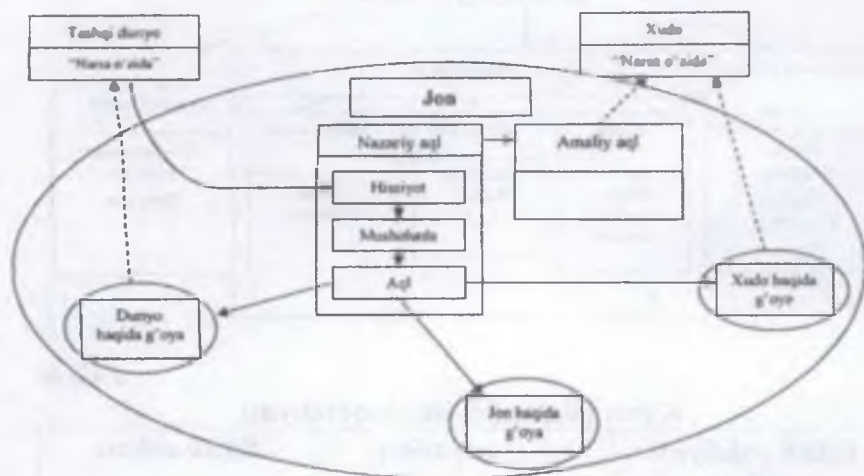 Tashqi dunyo
"Narsa o'zida"
Xudo
"Narsa o'zida"
Jon
Nazariy aql
Amaliy aql
Hissiyot
Mushohada
Aql
Dunyo
haqida g'oya
Xudo haqida
g'oya
Jon haqida
g'oya